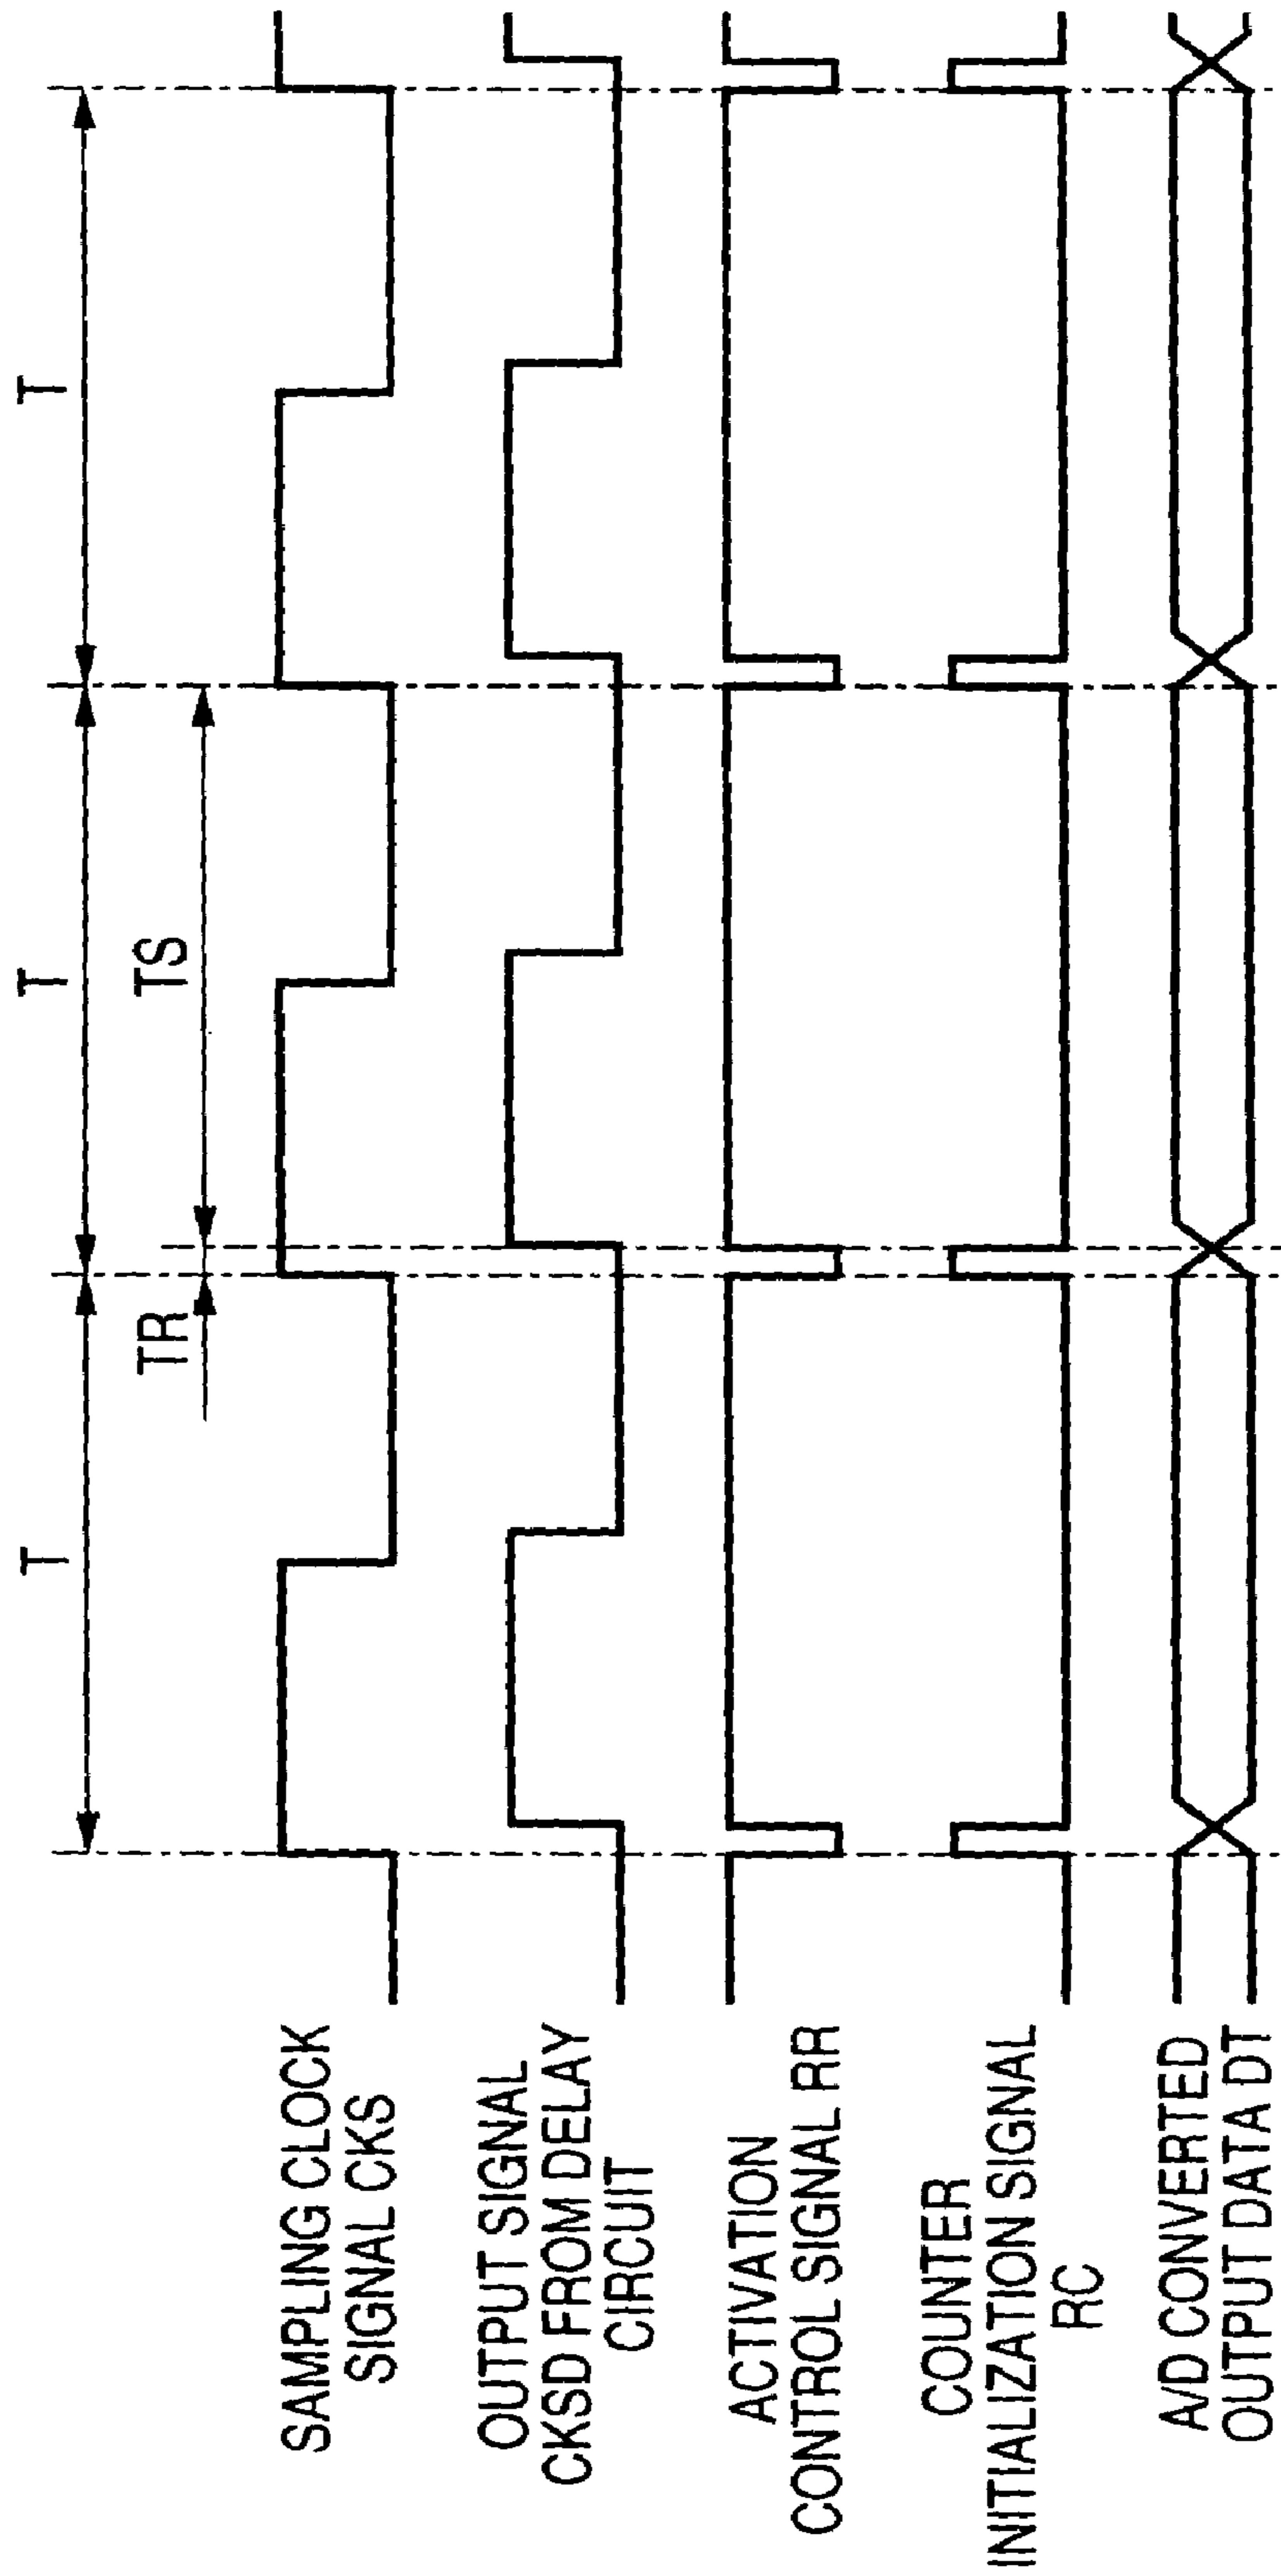 T
T
T
TR
TS
SAMPLING CLOCK
SIGNAL CKS
OUTPUT SIGNAL
CKSD FROM DELAY
CIRCUIT
ACTIVATION
CONTROL SIGNAL RR
COUNTER
INITIALIZATION SIGNAL
RC
A/D CONVERTED
OUTPUT DATA DT